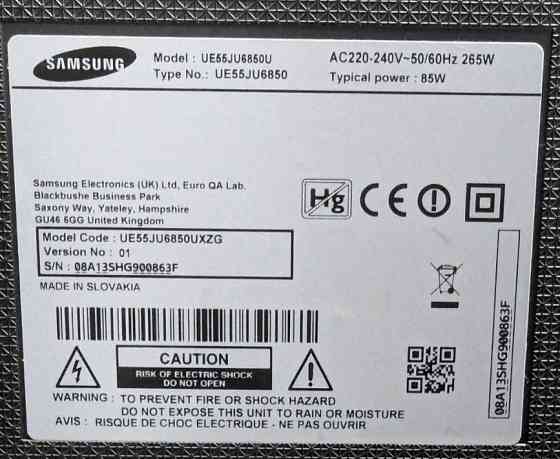 SAMSUNG
Model : UE55JU6850U
Type No.: UE55JU6850
AC220-240V~50/60Hz 265W
Typical power : 85W
Samsung Electronics (UK) Ltd, Euro QA Lab.
Blackbushe Business Park
Saxony Way, Yateley, Hampshire
GU46 6GG United Kingdom
Hg
CE
Model Code : UE55JU6850UXZG
Version No : 01
S/N : 08A13SHG900863F
MADE IN SLOVAKIA
08A13SHG900863F
CAUTION
RISK OF ELECTRIC SHOCK
DO NOT OPEN
WARNING : TO PREVENT FIRE OR SHOCK HAZARD
DO NOT EXPOSE THIS UNIT TO RAIN OR MOISTURE
AVIS : RISQUE DE CHOC ELECTRIQUE - NE PAS OUVRIR